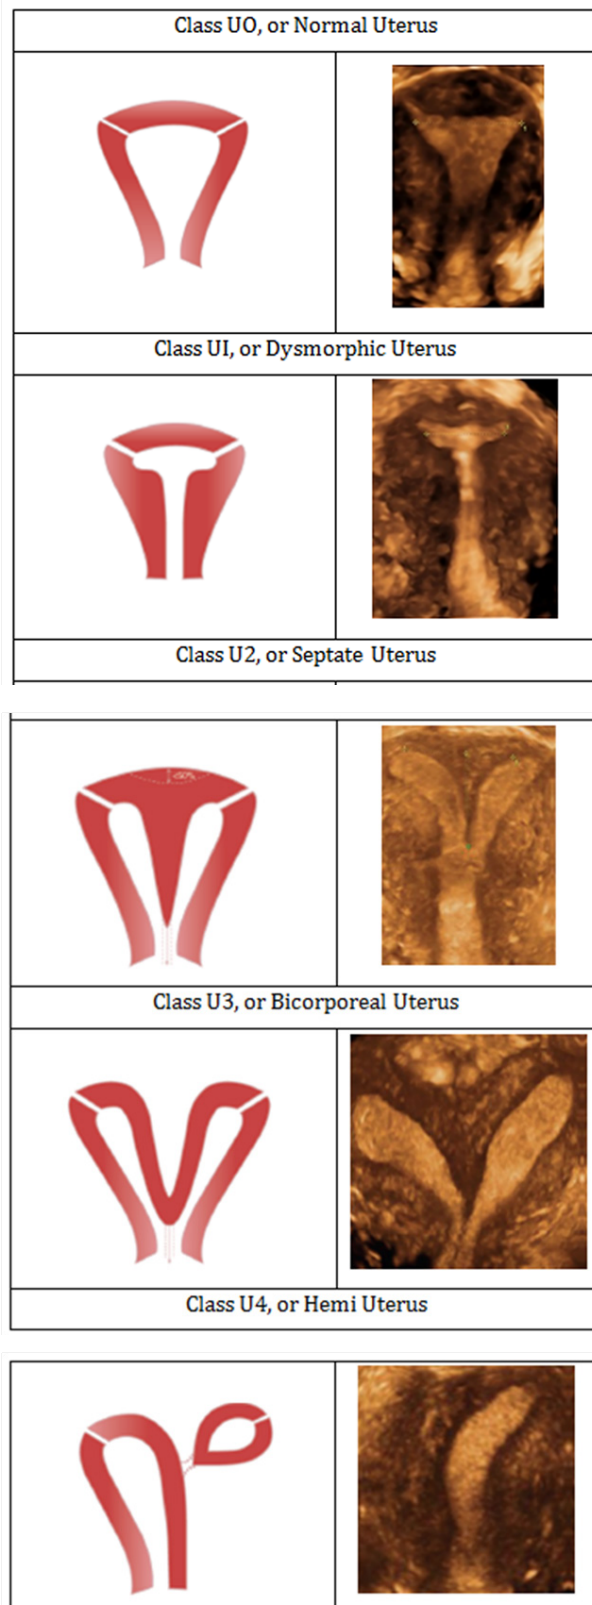 Class UO, or Normal Uterus
Class UI, or Dysmorphic Uterus
Class U2, or Septate Uterus
Class U3, or Bicorporeal Uterus
Class U4, or Hemi Uterus